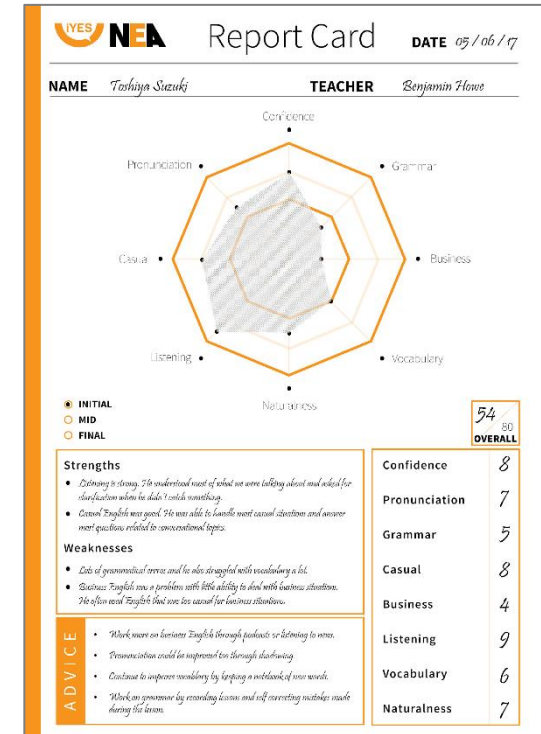 iYES NEA Report Card DATE 05/06/17
NAME Toshiya Suzuki TEACHER Benjamin Howe
Confidence
Pronunciation Grammar
Casual Business
Listening Vocabulary
Naturalness
INITIAL
MID
FINAL
54/80
OVERALL
Strengths
Listening is strong. He understood most of what we were talking about and asked for
clarification when he didn't catch something.
Casual English was good. He was able to handle most casual situations and answer
most questions related to conversational topics.
Weaknesses
Lots of grammatical errors and he also struggled with vocabulary a lot.
Business English was a problem with little ability to deal with business situations.
He often used English that was too casual for business situations.
ADVICE
Work more on business English through podcasts or listening to news.
Pronunciation could be improved too through shadowing
Continue to improve vocablary by keeping a notebook of new words.
Work on grammar by recording lessons and self correcting mistakes made
during the lesson.
Confidence 8
Pronunciation 7
Grammar 5
Casual 8
Business 4
Listening 9
Vocabulary 6
Naturalness 7